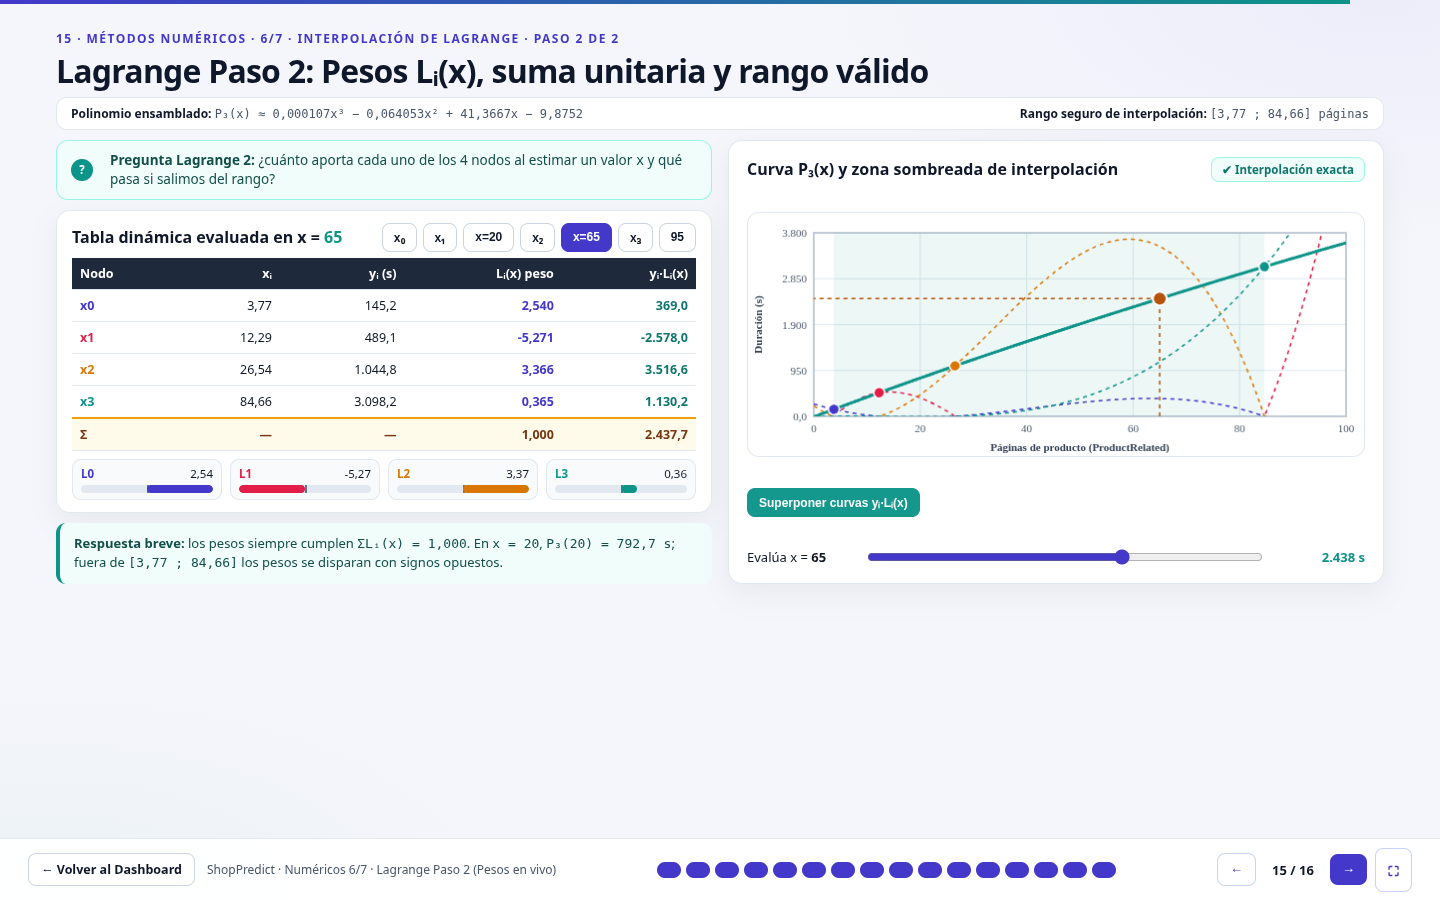 15 · MÉTODOS NUMÉRICOS · 6/7 · INTERPOLACIÓN DE LAGRANGE · PASO 2 DE 2
Lagrange Paso 2: Pesos Lᵢ(x), suma unitaria y rango válido
Polinomio ensamblado: P₃(x) ≈ 0,000107x³ − 0,064053x² + 41,3667x − 9,8752
Rango seguro de interpolación: [3,77 ; 84,66] páginas
?
Pregunta Lagrange 2: ¿cuánto aporta cada uno de los 4 nodos al estimar un valor x y qué
pasa si salimos del rango?
Tabla dinámica evaluada en x = 65
x₀ x₁ x=20 x₂ x=65 x₃ 95
Nodo xᵢ yᵢ (s) Lᵢ(x) peso yᵢ·Lᵢ(x)
x0 3,77 145,2 2,540 369,0
x1 12,29 489,1 -5,271 -2.578,0
x2 26,54 1.044,8 3,366 3.516,6
x3 84,66 3.098,2 0,365 1.130,2
Σ — — 1,000 2.437,7
L0 2,54 L1 -5,27 L2 3,37 L3 0,36
Respuesta breve: los pesos siempre cumplen ΣLᵢ(x) = 1,000. En x = 20, P₃(20) = 792,7 s;
fuera de [3,77 ; 84,66] los pesos se disparan con signos opuestos.
Curva P₃(x) y zona sombreada de interpolación
✔ Interpolación exacta
3.800
2.850
1.900
950
0,0
Duración (s)
0 20 40 60 80 100
Páginas de producto (ProductRelated)
Superponer curvas yᵢ·Lᵢ(x)
Evalúa x = 65
2.438 s
← Volver al Dashboard
ShopPredict · Numéricos 6/7 · Lagrange Paso 2 (Pesos en vivo)
← 15 / 16 →